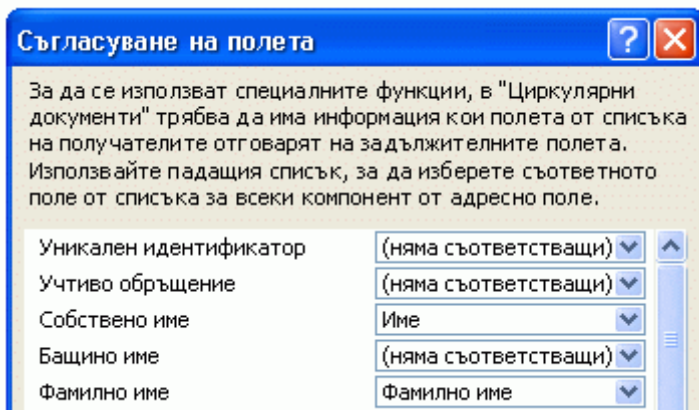 Съгласуване на полета
За да се използват специалните функции, в "Циркулярни
документи" трябва да има информация кои полета от списъка
на получателите отговарят на задължителните полета.
Използвайте падащия списък, за да изберете съответното
поле от списъка за всеки компонент от адресно поле.
Уникален идентификатор (няма съответстващи)
Учтиво обръщение (няма съответстващи)
Собствено име Име
Бащино име (няма съответстващи)
Фамилно име Фамилно име